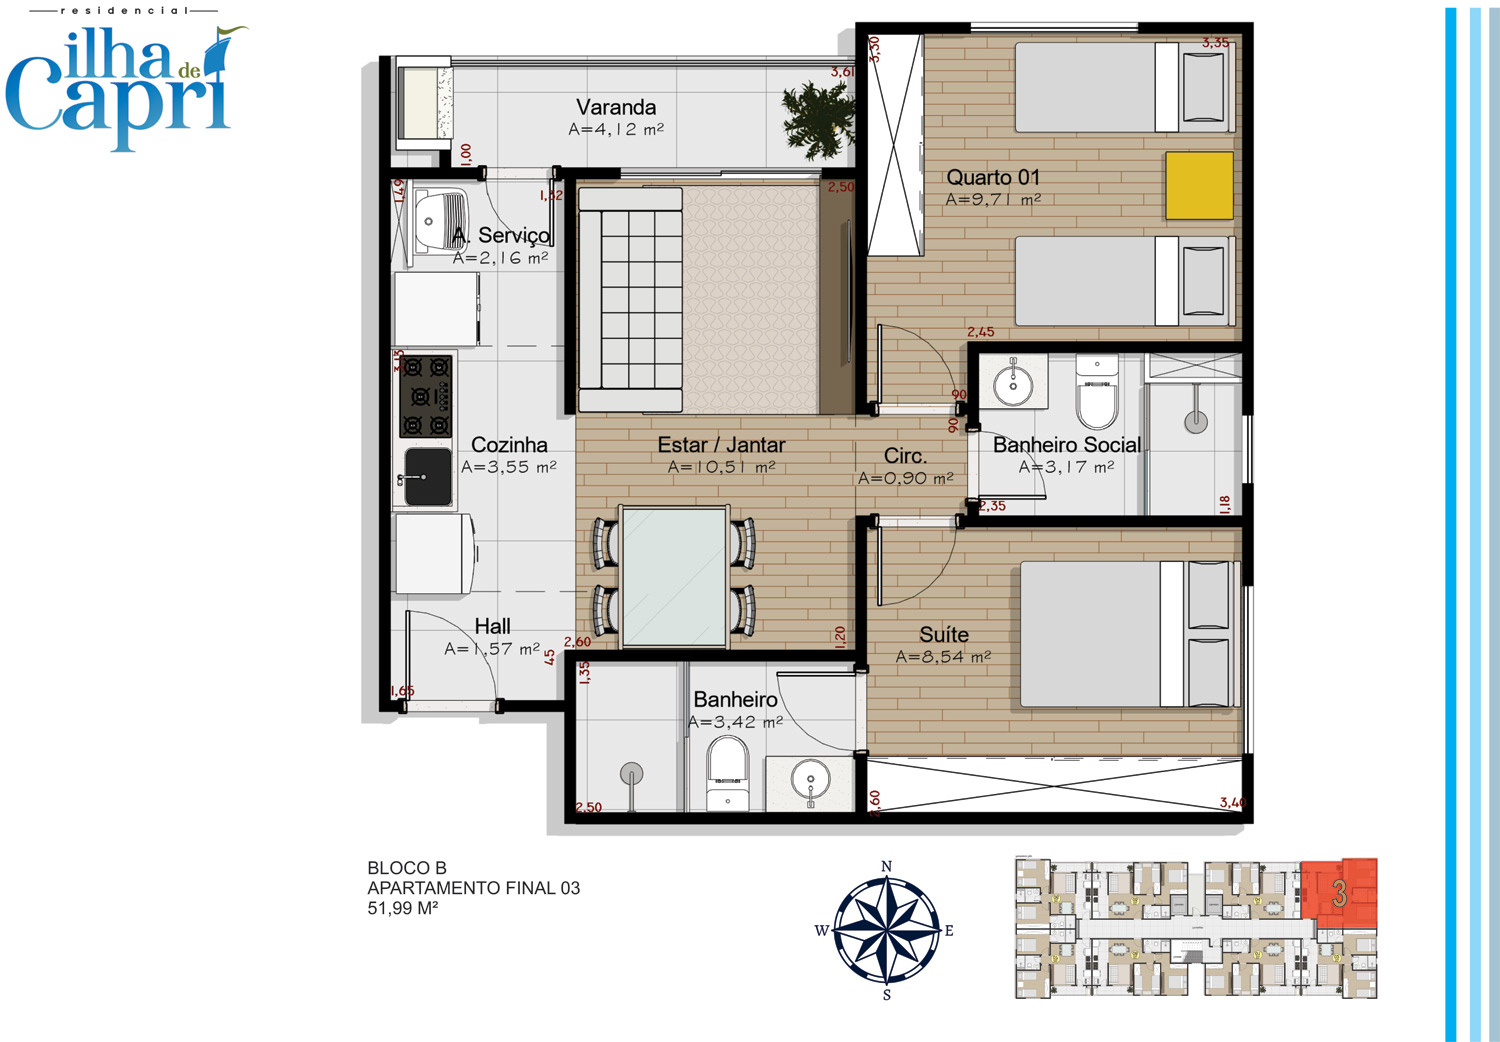 residencial
ilha de
Capri
3,30
3,35
3,61
Varanda
A=4,12 m²
1,00
Quarto 01
A=9,71 m²
1,49
1,32
2,50
A. Serviço
A=2,16 m²
2,45
3,13
90
90
Cozinha
A=3,55 m²
Estar / Jantar
A=10,51 m²
Circ.
A=0,90 m²
Banheiro Social
A=3,17 m²
2,35
1,18
Hall
A=1,57 m²
2,60
45
1,20
Suíte
A=8,54 m²
1,65
1,35
Banheiro
A=3,42 m²
2,50
2,60
3,40
BLOCO B
APARTAMENTO FINAL 03
51,99 M²
N
W
E
S
3